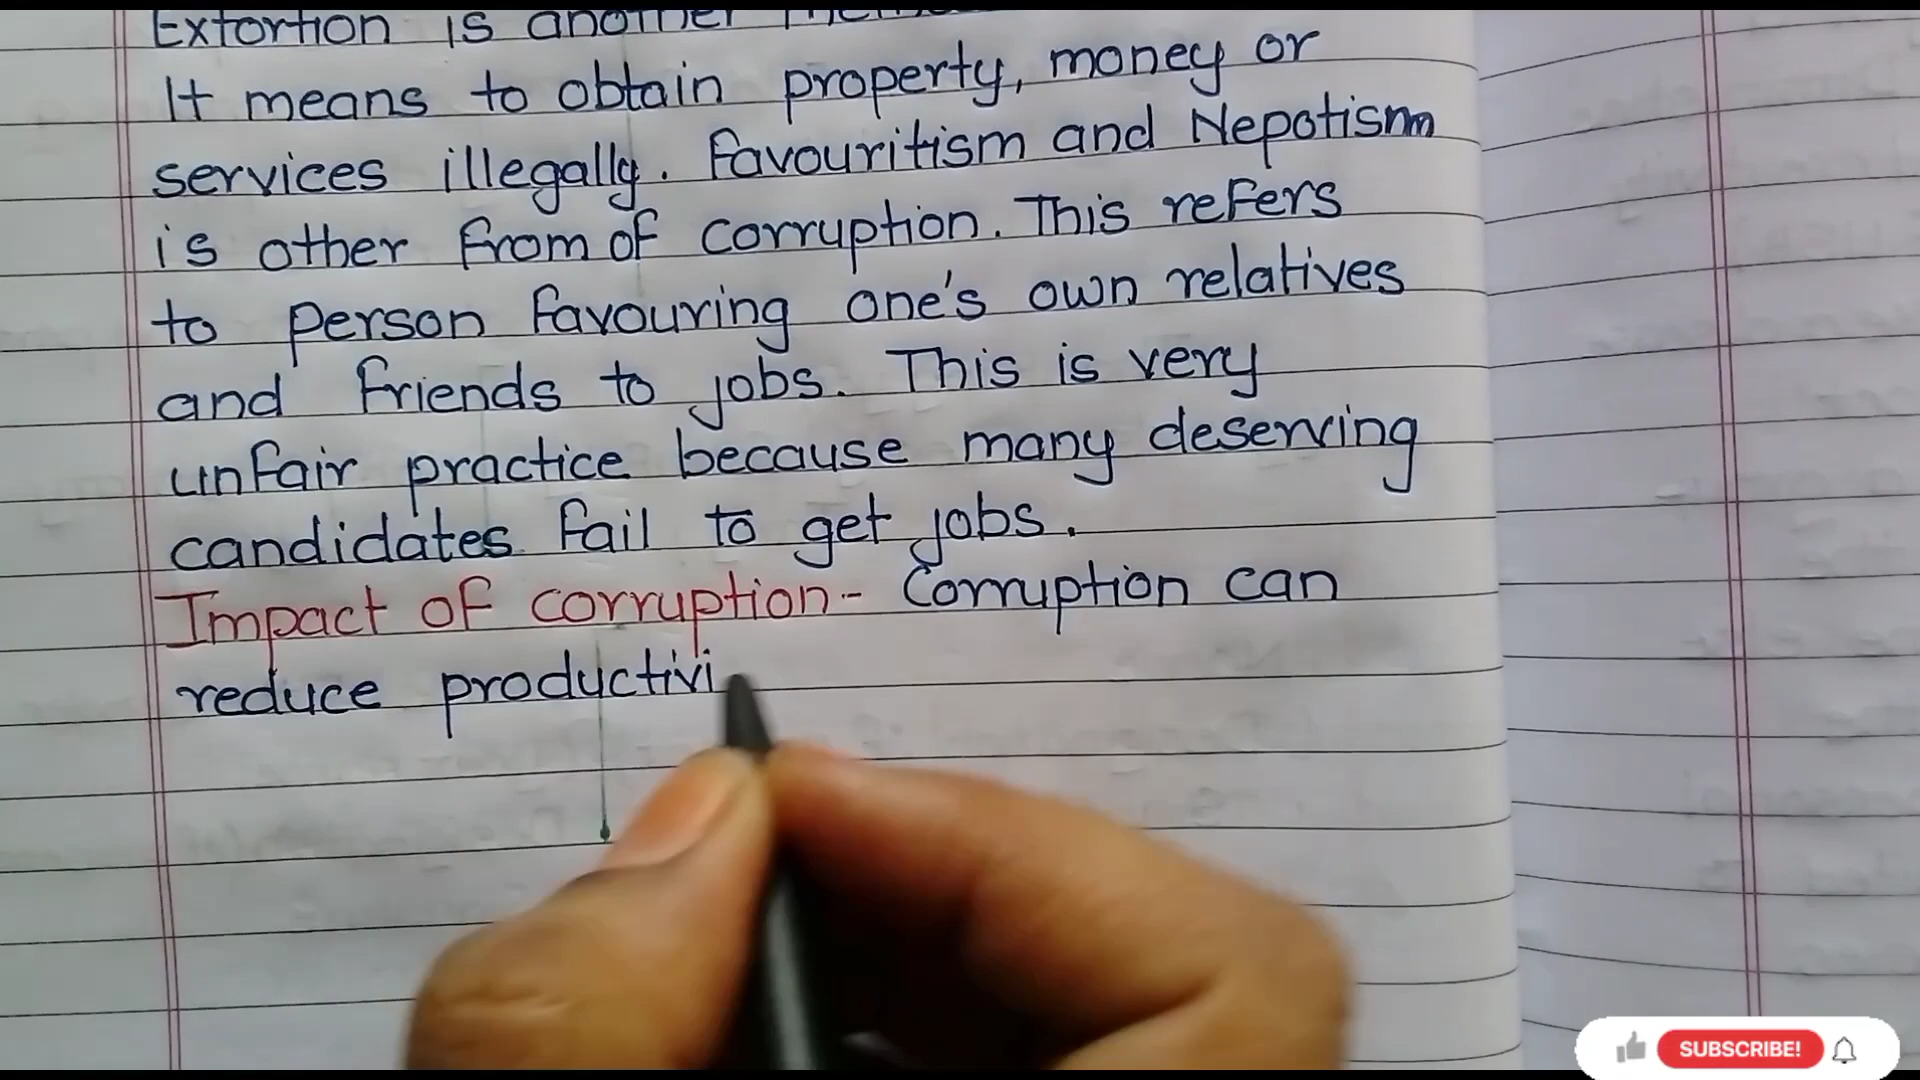 Extortion is another
It means to obtain property, money or
services illegally. Favouritism and Nepotism
is other from of corruption. This refers
to person favouring one's own relatives
and friends to jobs. This is very
unfair practice because many deserving
candidates fail to get jobs.
Impact of corruption- Corruption can
reduce productivi
SUBSCRIBE!